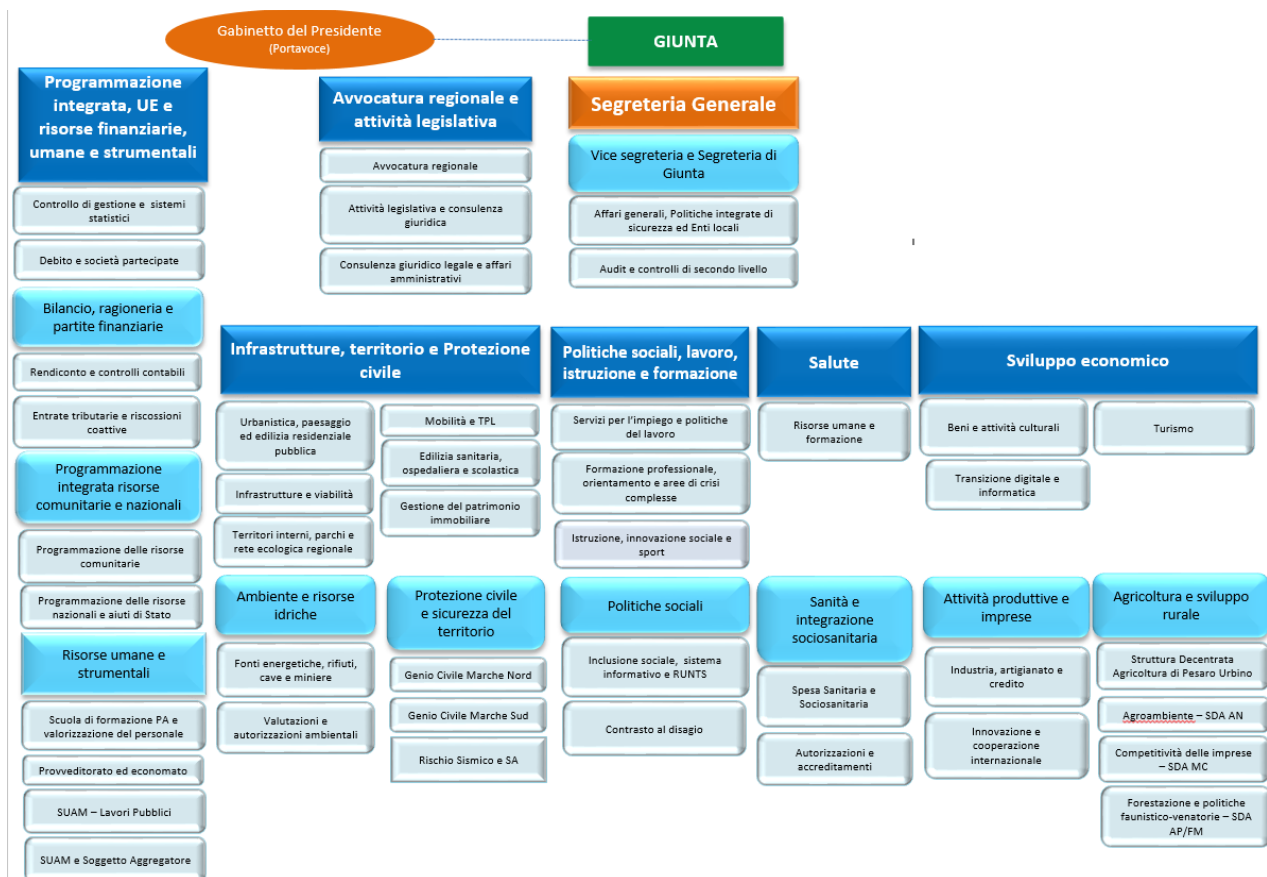 Gabinetto del Presidente
(Portavoce)
GIUNTA
Programmazione
integrata, UE e
risorse finanziarie,
umane e strumentali
Controllo di gestione e sistemi
statistici
Debito e società partecipate
Bilancio, ragioneria e
partite finanziarie
Rendiconto e controlli contabili
Entrate tributarie e riscossioni
coattive
Programmazione
integrata risorse
comunitarie e nazionali
Programmazione delle risorse
comunitarie
Programmazione delle risorse
nazionali e aiuti di Stato
Risorse umane e
strumentali
Scuola di formazione PA e
valorizzazione del personale
Provveditorato ed economato
SUAM – Lavori Pubblici
SUAM e Soggetto Aggregatore
Avvocatura regionale e
attività legislativa
Avvocatura regionale
Attività legislativa e consulenza
giuridica
Consulenza giuridico legale e affari
amministrativi
Segreteria Generale
Vice segreteria e Segreteria di
Giunta
Affari generali, Politiche integrate di
sicurezza ed Enti locali
Audit e controlli di secondo livello
Infrastrutture, territorio e Protezione
civile
Urbanistica, paesaggio
ed edilizia residenziale
pubblica
Infrastrutture e viabilità
Territori interni, parchi e
rete ecologica regionale
Mobilità e TPL
Edilizia sanitaria,
ospedaliera e scolastica
Gestione del patrimonio
immobiliare
Ambiente e risorse
idriche
Fonti energetiche, rifiuti,
cave e miniere
Valutazioni e
autorizzazioni ambientali
Protezione civile
e sicurezza del
territorio
Genio Civile Marche Nord
Genio Civile Marche Sud
Rischio Sismico e SA
Politiche sociali, lavoro,
istruzione e formazione
Servizi per l'impiego e politiche
del lavoro
Formazione professionale,
orientamento e aree di crisi
complesse
Istruzione, innovazione sociale e
sport
Politiche sociali
Inclusione sociale, sistema
informativo e RUNTS
Contrasto al disagio
Salute
Risorse umane e
formazione
Sanità e
integrazione
sociosanitaria
Spesa Sanitaria e
Sociosanitaria
Autorizzazioni e
accreditamenti
Sviluppo economico
Beni e attività culturali
Transizione digitale e
informatica
Turismo
Attività produttive e
imprese
Industria, artigianato e
credito
Innovazione e
cooperazione
internazionale
Agricoltura e sviluppo
rurale
Struttura Decentrata
Agricoltura di Pesaro Urbino
Agroambiente – SDA AN
Competitività delle imprese
– SDA MC
Forestazione e politiche
faunistico-venatorie – SDA
AP/FM